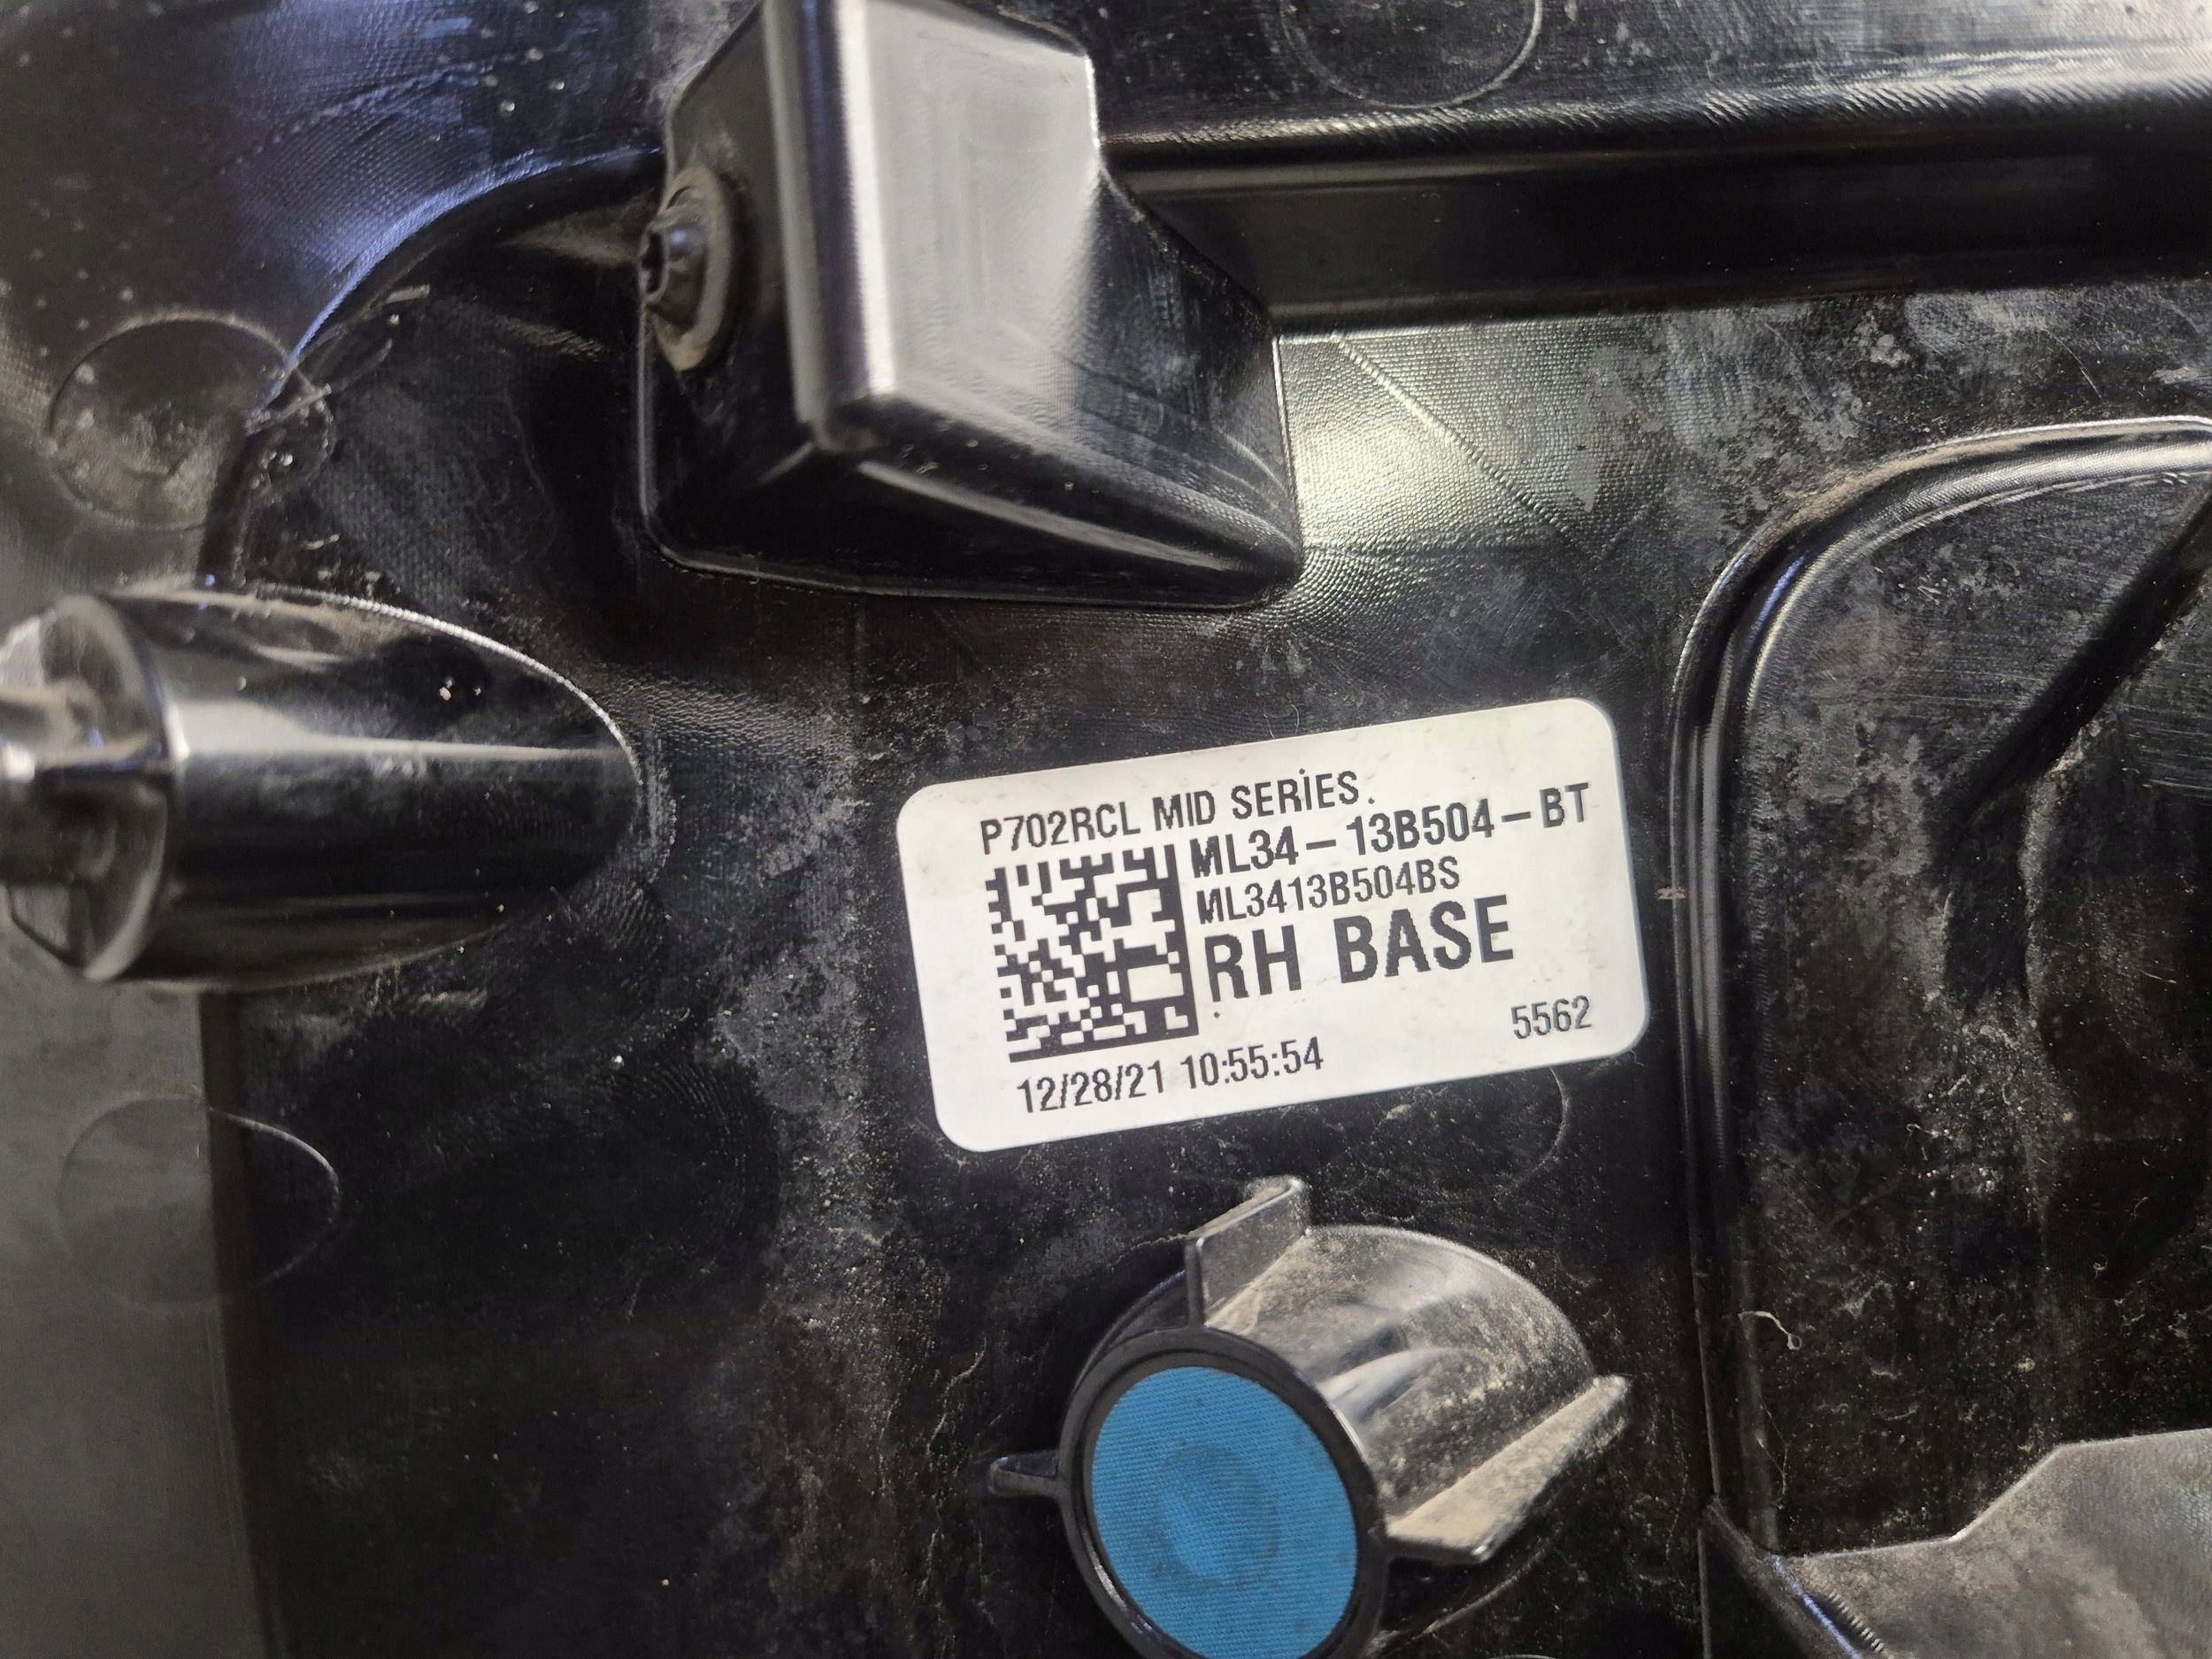 P702RCL MID SERIES.
ML34-13B504-BT
ML3413B504BS
RH BASE
5562
12/28/21 10:55:54